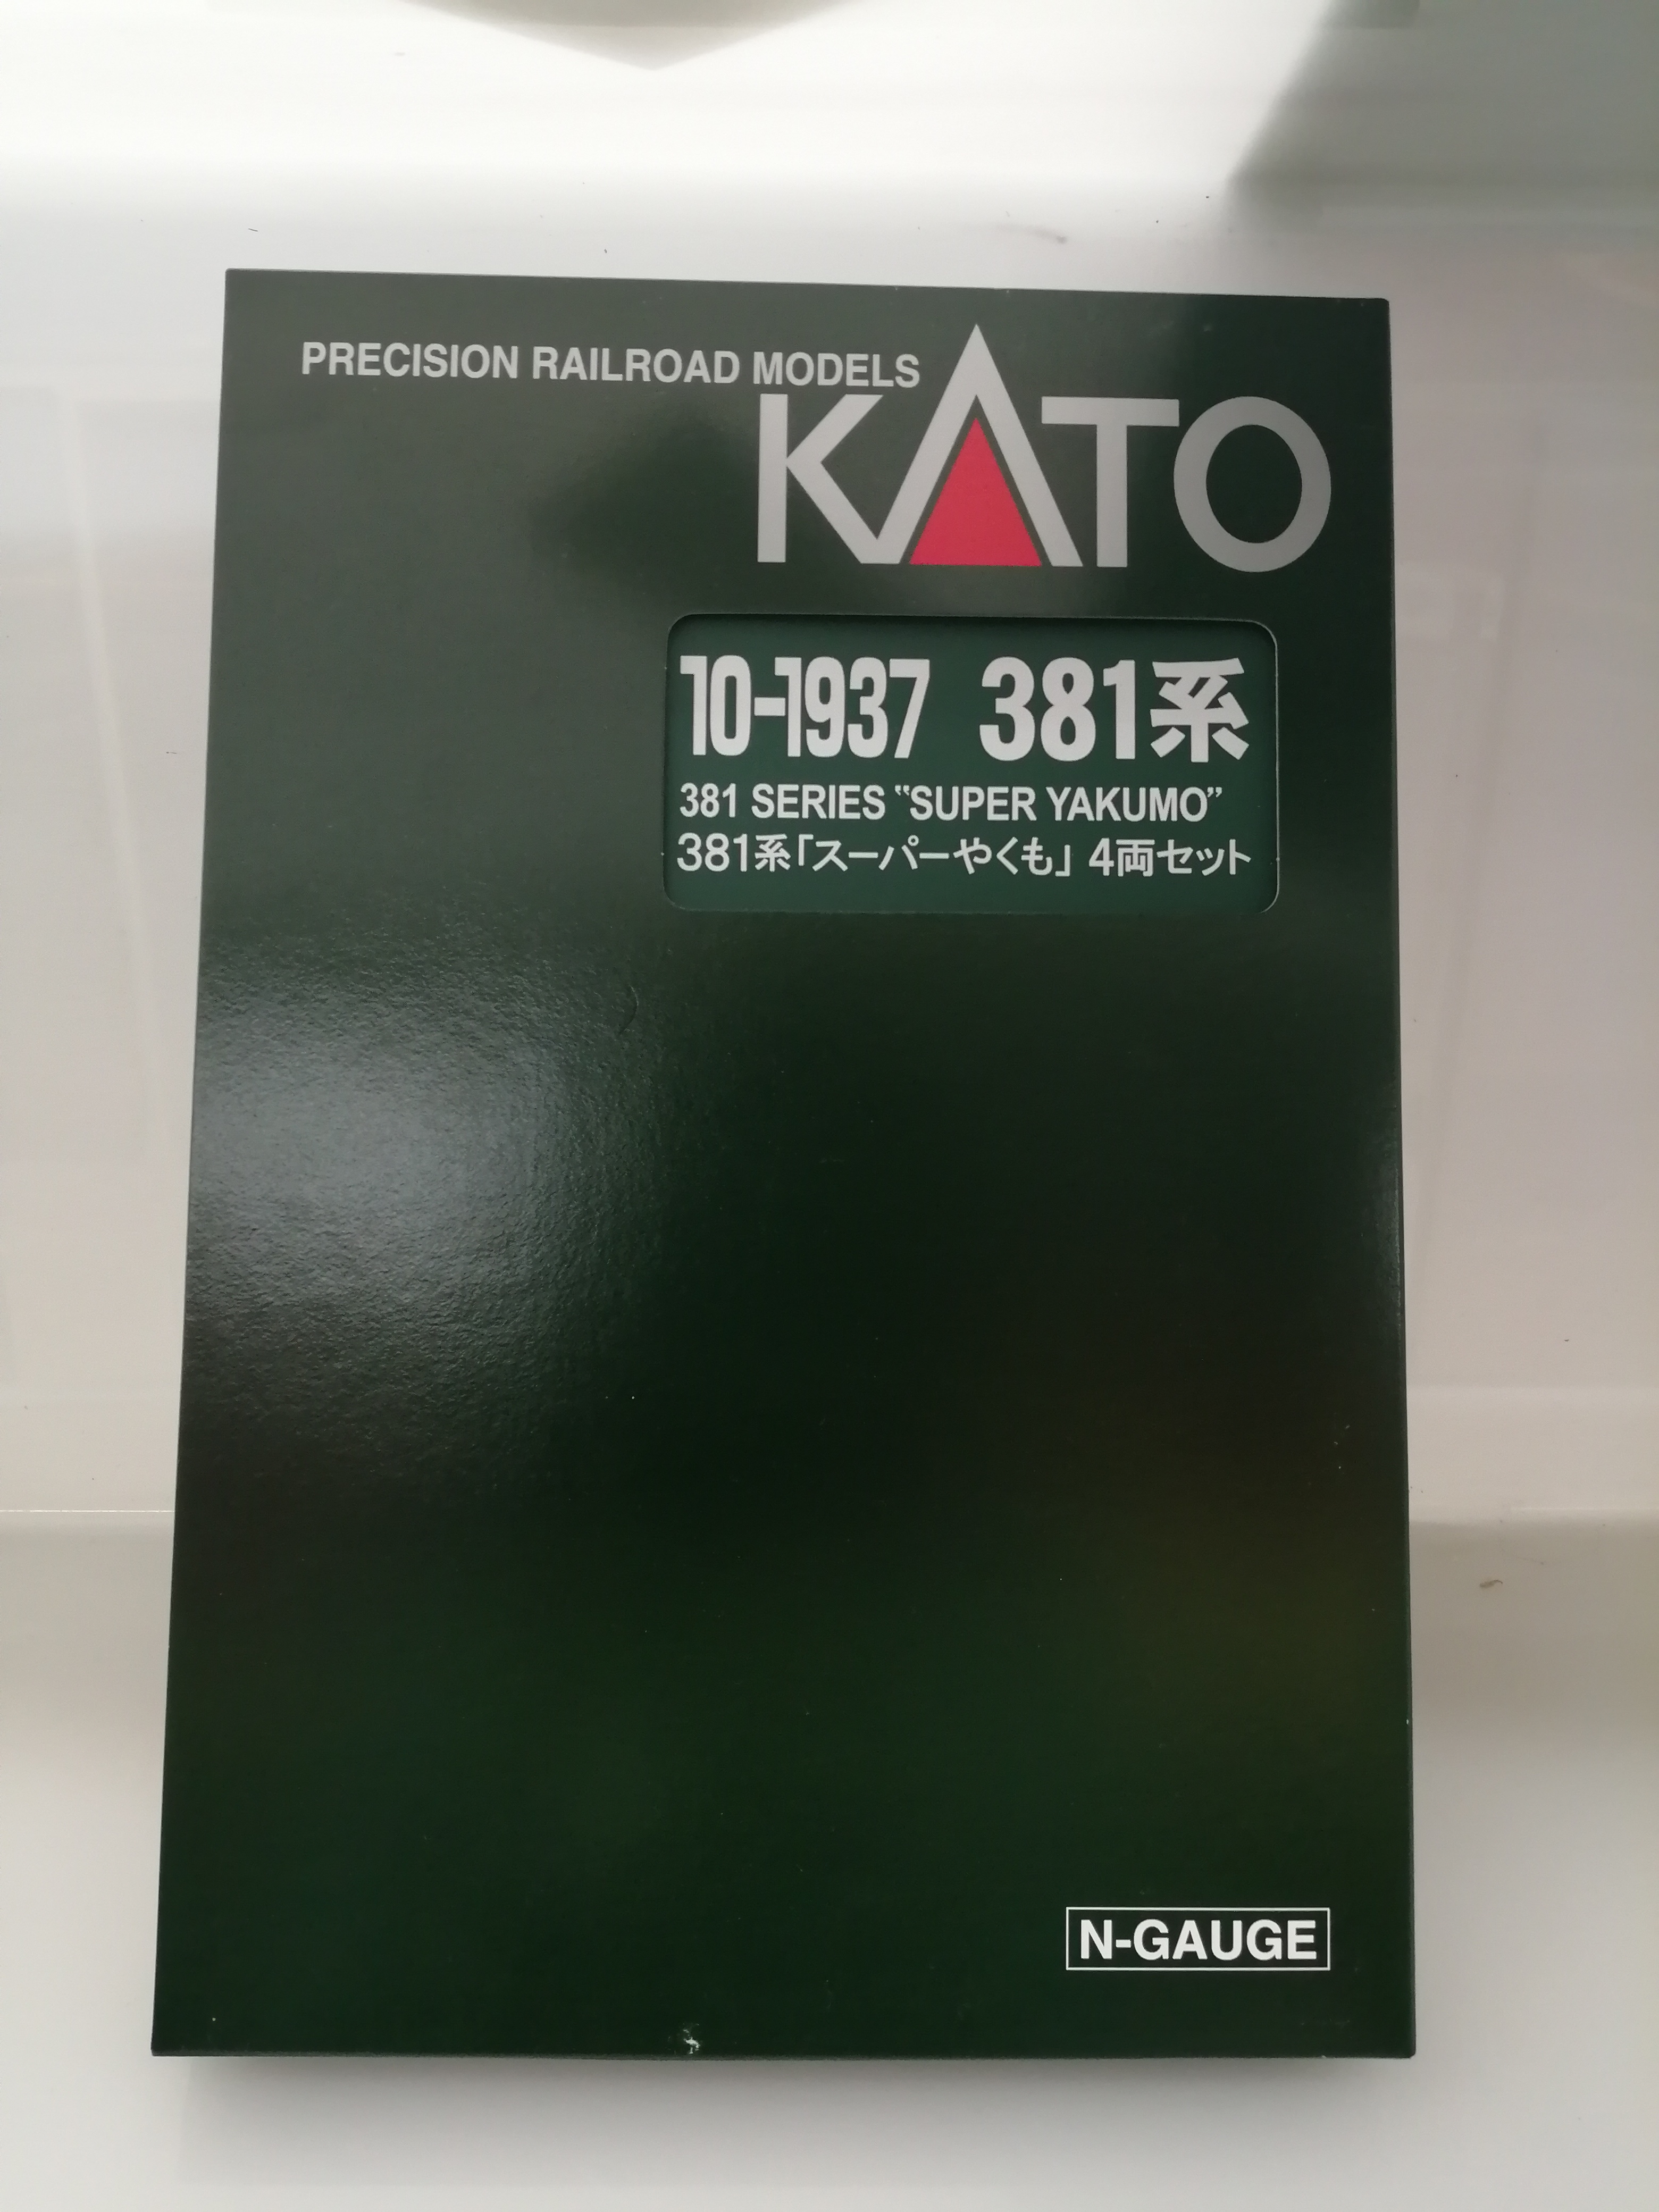 PRECISION RAILROAD MODELS
KATO
10-1937 381系
381 SERIES "SUPER YAKUMO"
381系「スーパーやくも」 4両セット
N-GAUGE